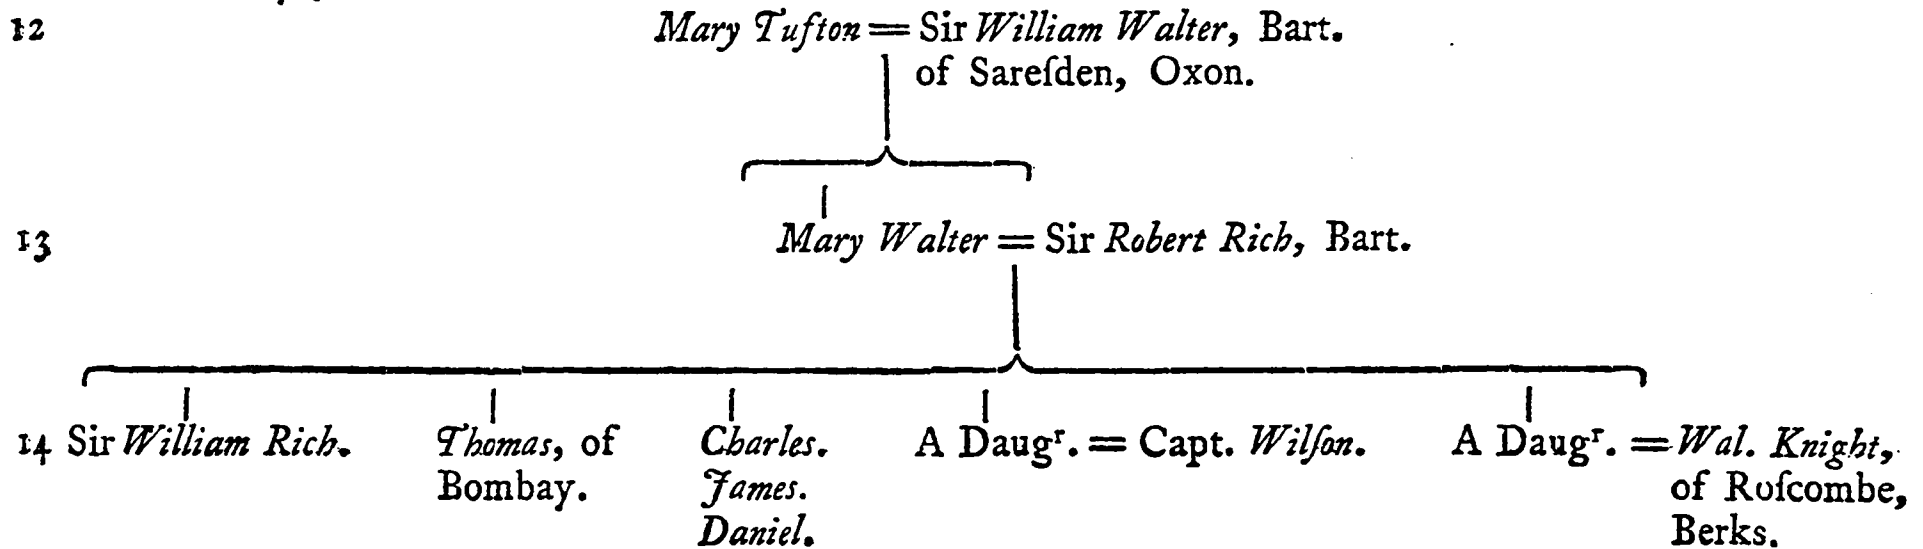 12 Mary Tufton = Sir William Walter, Bart.
of Sareſden, Oxon.
13 Mary Walter = Sir Robert Rich, Bart.
14 Sir William Rich. Thomas, of Charles. A Daugʳ. = Capt. Wilſon. A Daugʳ. = Wal. Knight,
Bombay. James. of Roſcombe,
Daniel. Berks.